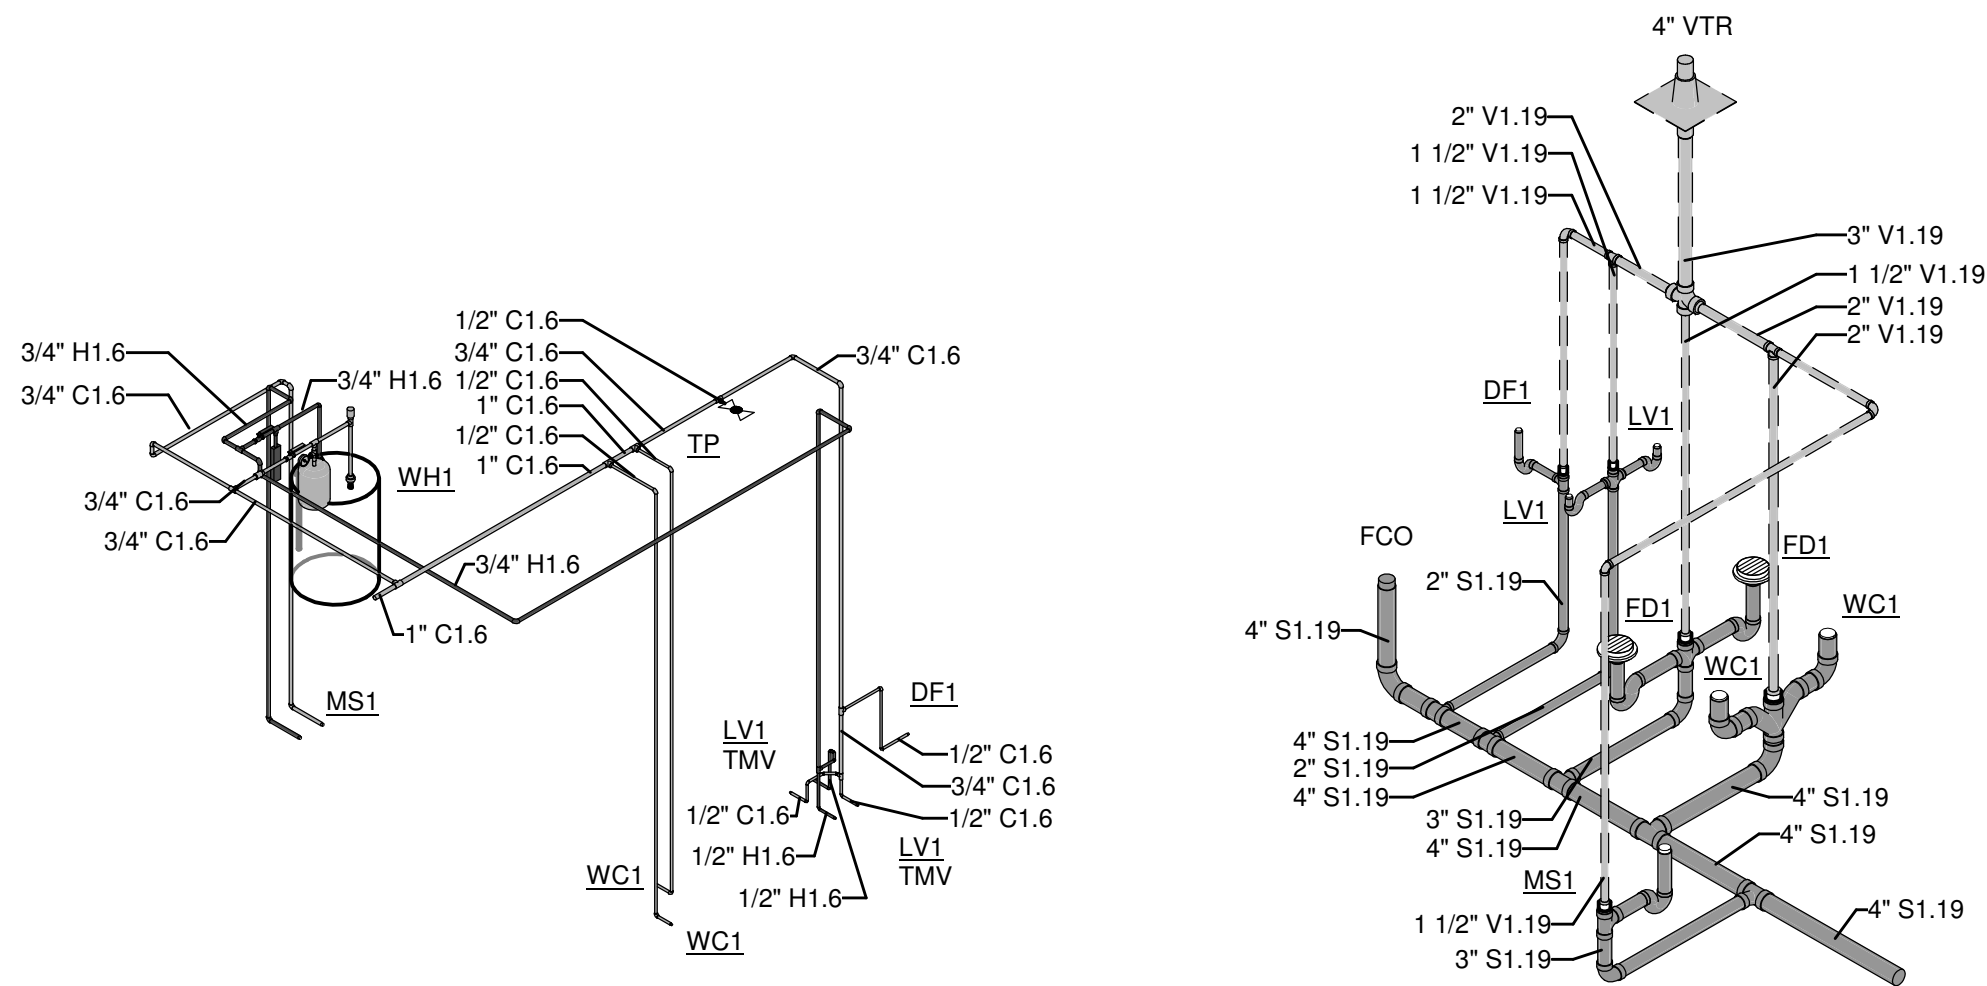 3/4" H1.6
3/4" C1.6
3/4" H1.6
3/4" C1.6
3/4" C1.6
WH1
MS1
1" C1.6
3/4" H1.6
1/2" C1.6
3/4" C1.6
1/2" C1.6
1" C1.6
1/2" C1.6
1" C1.6
TP
3/4" C1.6
DF1
LV1
TMV
1/2" C1.6
3/4" C1.6
1/2" C1.6
1/2" C1.6
1/2" H1.6
1/2" H1.6
LV1
TMV
WC1
WC1
4" VTR
2" V1.19
1 1/2" V1.19
1 1/2" V1.19
3" V1.19
1 1/2" V1.19
2" V1.19
2" V1.19
DF1
LV1
LV1
FCO
FD1
2" S1.19
FD1
WC1
4" S1.19
WC1
4" S1.19
2" S1.19
4" S1.19
3" S1.19
4" S1.19
4" S1.19
4" S1.19
MS1
1 1/2" V1.19
3" S1.19
4" S1.19